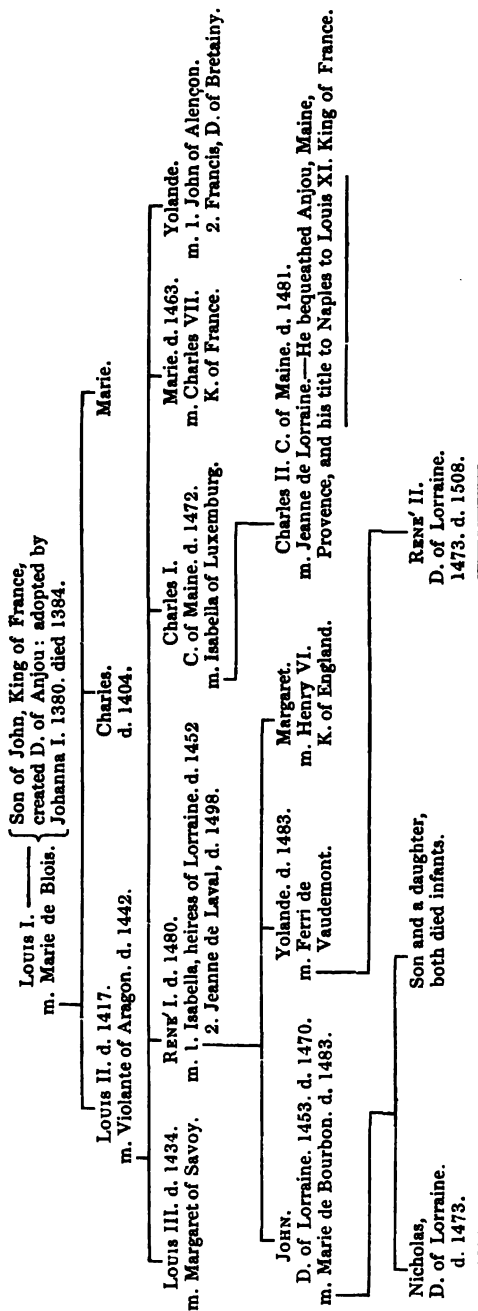 LOUIS I.
m. Marie de Blois.
Son of John, King of France,
created D. of Anjou: adopted by
Johanna I. 1380. died 1384.
LOUIS II. d. 1417.
m. Violante of Aragon. d. 1442.
Charles.
d. 1404.
Marie.
LOUIS III. d. 1434.
m. Margaret of Savoy.
RENE' I. d. 1480.
m. 1. Isabella, heiress of Lorraine. d. 1452
2. Jeanne de Laval, d. 1498.
Charles I.
C. of Maine. d. 1472.
m. Isabella of Luxemburg.
Marie. d. 1463.
m. Charles VII.
K. of France.
Yolande.
m. 1. John of Alençon.
2. Francis, D. of Bretainy.
JOHN.
D. of Lorraine. 1453. d. 1470.
m. Marie de Bourbon. d. 1483.
Yolande. d. 1483.
m. Ferri de
Vaudemont.
Margaret.
m. Henry VI.
K. of England.
Charles II. C. of Maine. d. 1481.
m. Jeanne de Lorraine.—He bequeathed Anjou, Maine,
Provence, and his title to Naples to Louis XI. King of France.
Nicholas,
D. of Lorraine.
d. 1473.
Son and a daughter,
both died infants.
RENE' II.
D. of Lorraine.
1473. d. 1508.